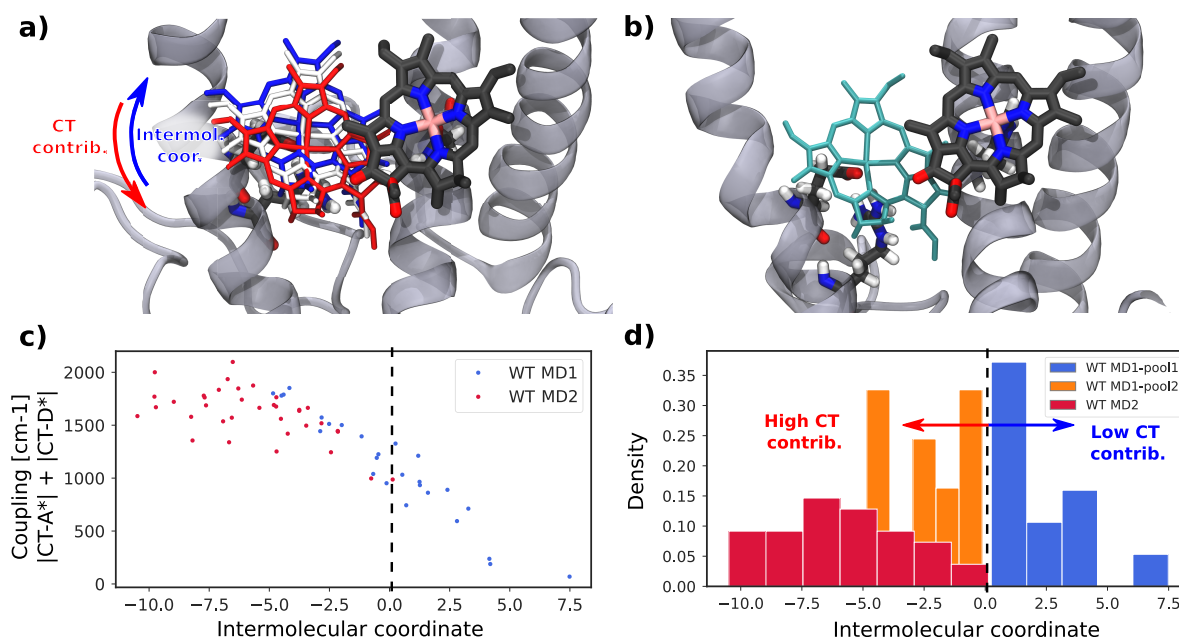 a)
CT
contrib.
Intermol.
coor.
b)
c)
Coupling [cm-1]
|CT-A*| + |CT-D*|
2000
1500
1000
500
0
WT MD1
WT MD2
−10.0 −7.5 −5.0 −2.5 0.0 2.5 5.0 7.5
Intermolecular coordinate
d)
Density
0.35
0.30
0.25
0.20
0.15
0.10
0.05
0.00
WT MD1-pool1
WT MD1-pool2
WT MD2
High CT
contrib.
Low CT
contrib.
−10.0 −7.5 −5.0 −2.5 0.0 2.5 5.0 7.5
Intermolecular coordinate